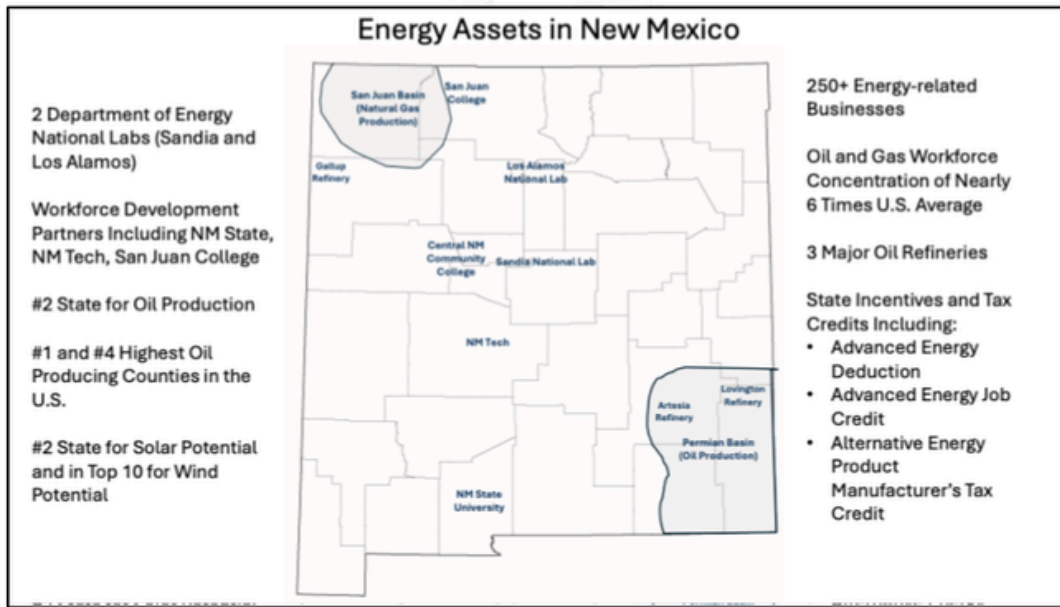 Energy Assets in New Mexico
2 Department of Energy
National Labs (Sandia and
Los Alamos)
Workforce Development
Partners Including NM State,
NM Tech, San Juan College
#2 State for Oil Production
#1 and #4 Highest Oil
Producing Counties in the
U.S.
#2 State for Solar Potential
and in Top 10 for Wind
Potential
San Juan Basin
(Natural Gas
Production)
San Juan
College
Gallup
Refinery
Los Alamos
National Lab
Central NM
Community
College
Sandia National Lab
NM Tech
Artesia
Refinery
Lovington
Refinery
Permian Basin
(Oil Production)
NM State
University
250+ Energy-related
Businesses
Oil and Gas Workforce
Concentration of Nearly
6 Times U.S. Average
3 Major Oil Refineries
State Incentives and Tax
Credits Including:
• Advanced Energy
Deduction
• Advanced Energy Job
Credit
• Alternative Energy
Product
Manufacturer's Tax
Credit